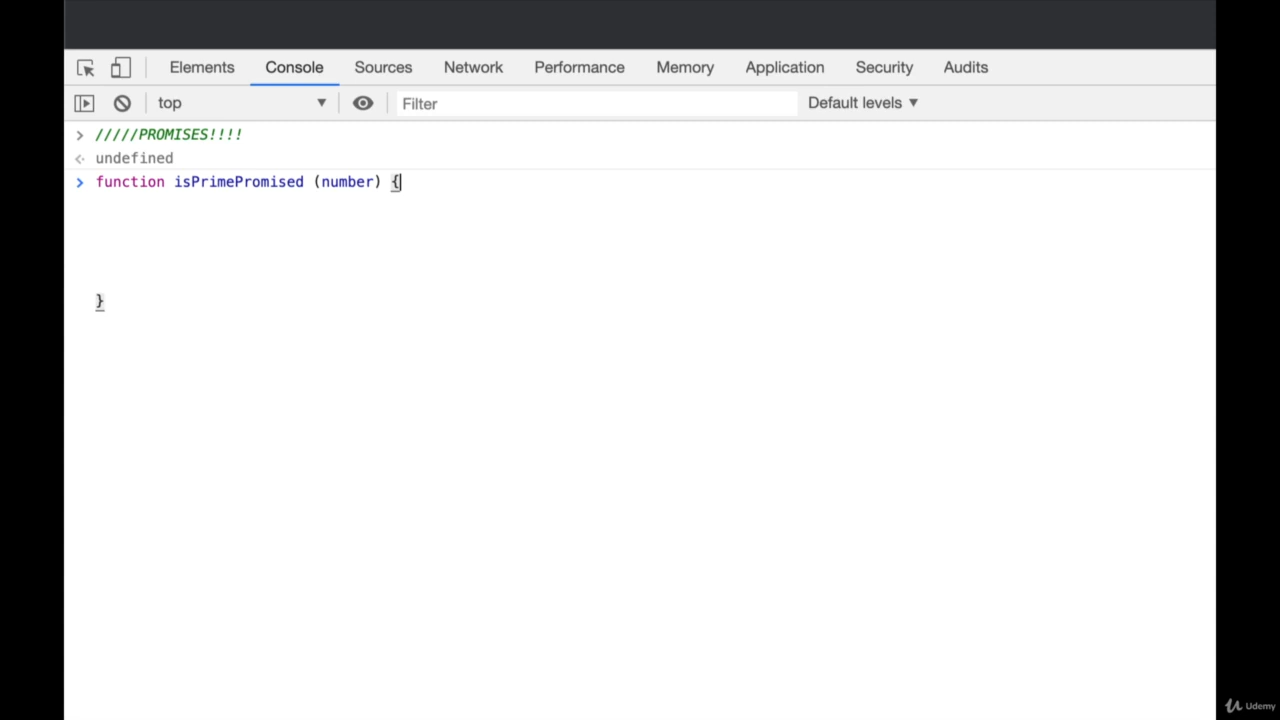 Elements Console Sources Network Performance Memory Application Security Audits
top ▼ Filter Default levels ▼
> /////PROMISES!!!!
<· undefined
> function isPrimePromised (number) {
}
Udemy